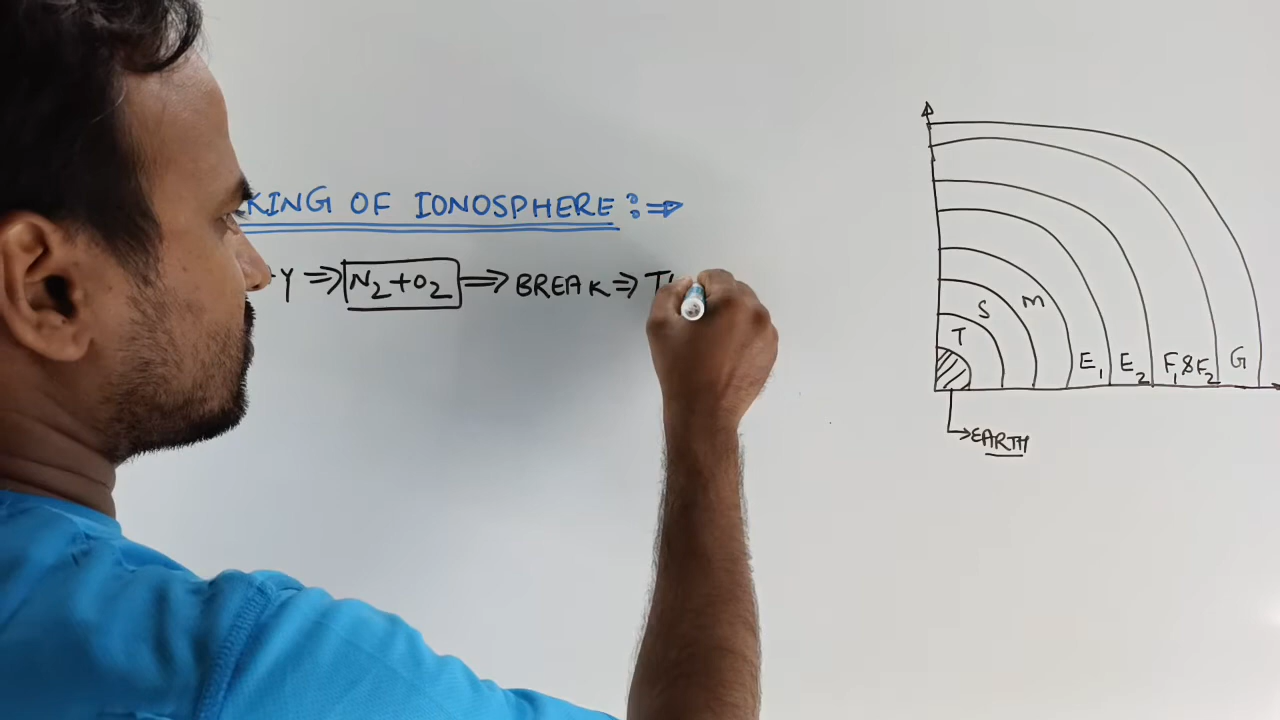 KING OF IONOSPHERE :⇒
Y ⇒ N₂+O₂ ⇒ BREAK ⇒
T
S
M
E₁
E₂
F₁&F₂
G
→EARTH